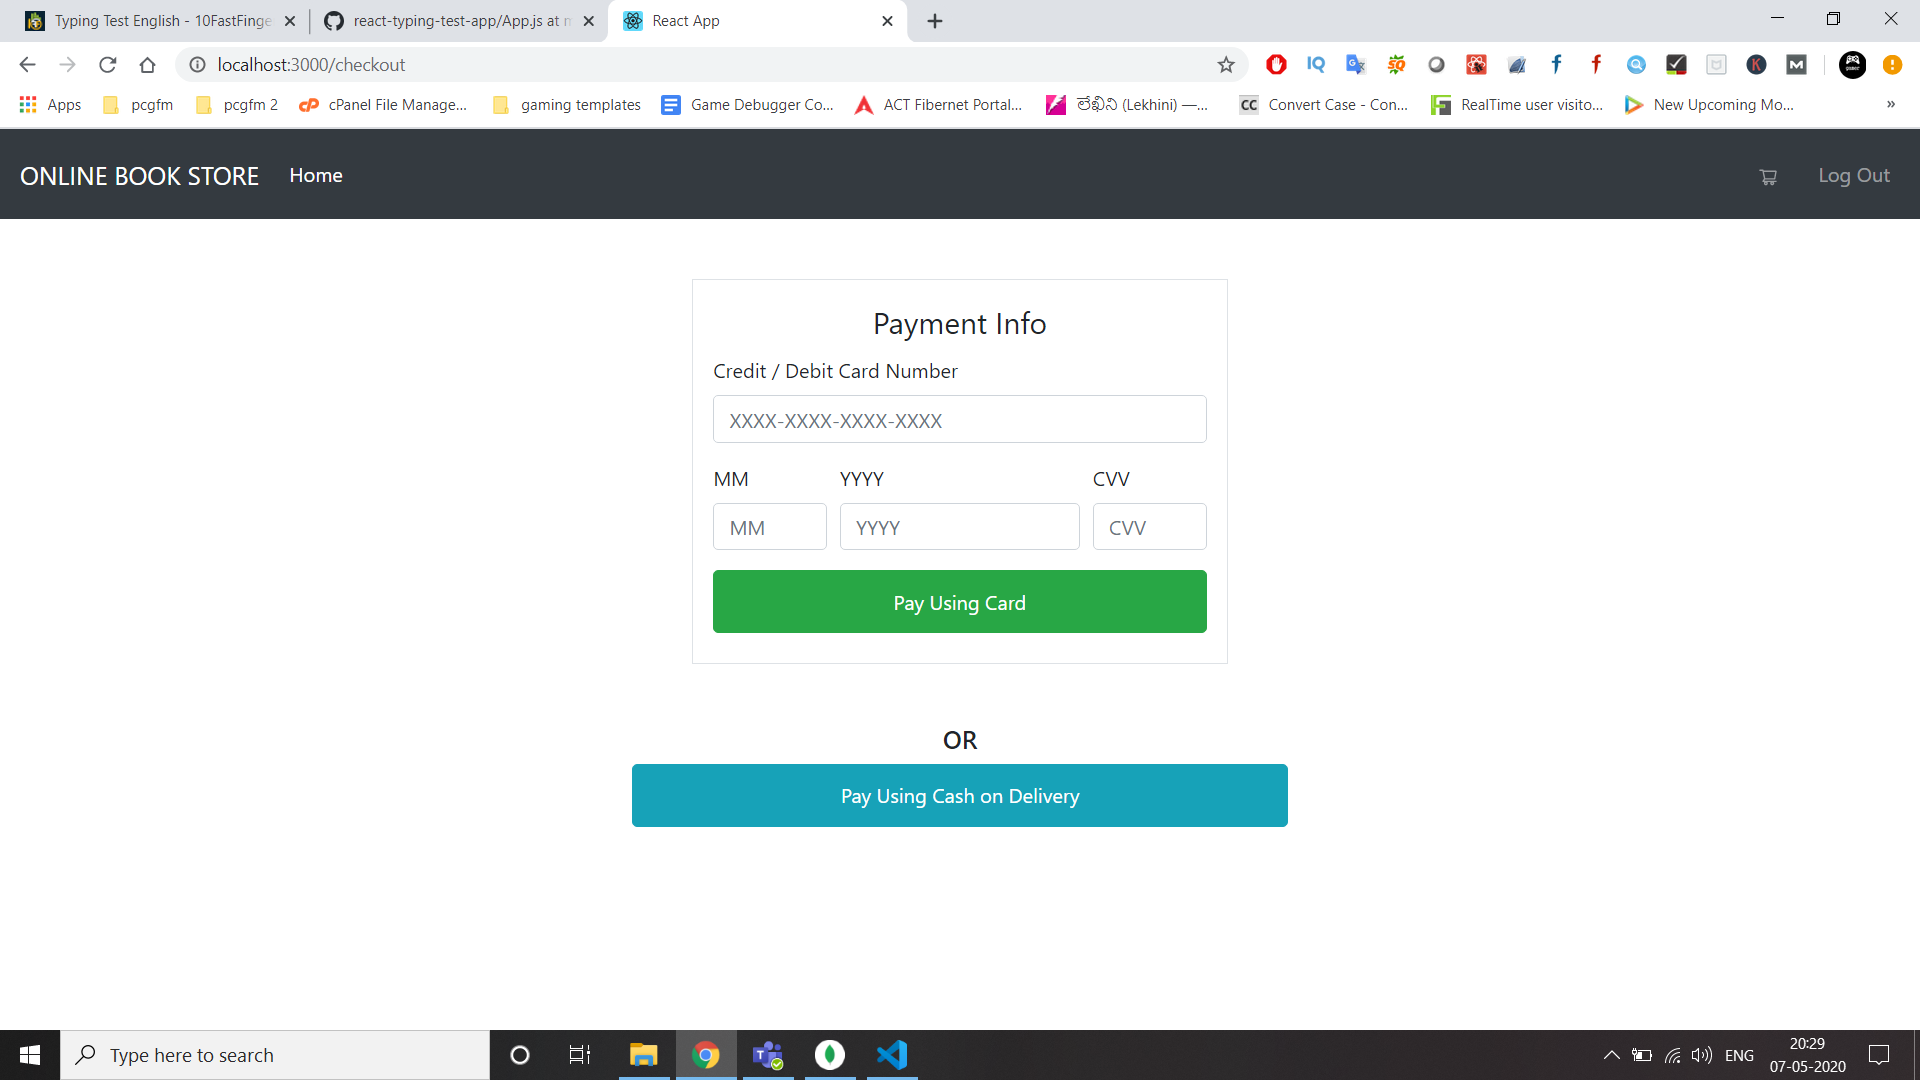 Typing Test English - 10FastFinge
react-typing-test-app/App.js at m
React App
localhost:3000/checkout
Apps
pcgfm
pcgfm 2
cPanel File Manage...
gaming templates
Game Debugger Co...
ACT Fibernet Portal...
లేఖిని (Lekhini) —...
CC Convert Case - Con...
RealTime user visito...
New Upcoming Mo...
»
ONLINE BOOK STORE
Home
Log Out
Payment Info
Credit / Debit Card Number
XXXX-XXXX-XXXX-XXXX
MM YYYY CVV
MM YYYY CVV
Pay Using Card
OR
Pay Using Cash on Delivery
Type here to search
ENG
20:29
07-05-2020